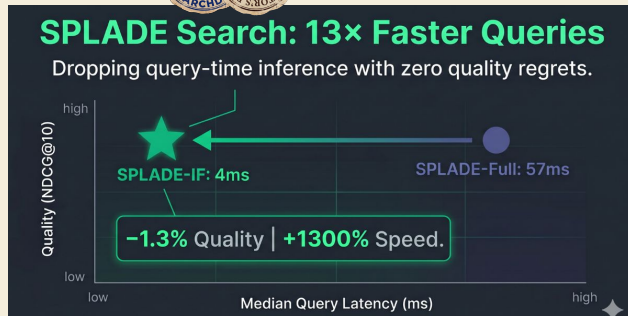 ARCHD
SPLADE Search: 13× Faster Queries
Dropping query-time inference with zero quality regrets.
high
Quality (NDCG@10)
SPLADE-IF: 4ms
SPLADE-Full: 57ms
−1.3% Quality | +1300% Speed.
low
low
Median Query Latency (ms)
high